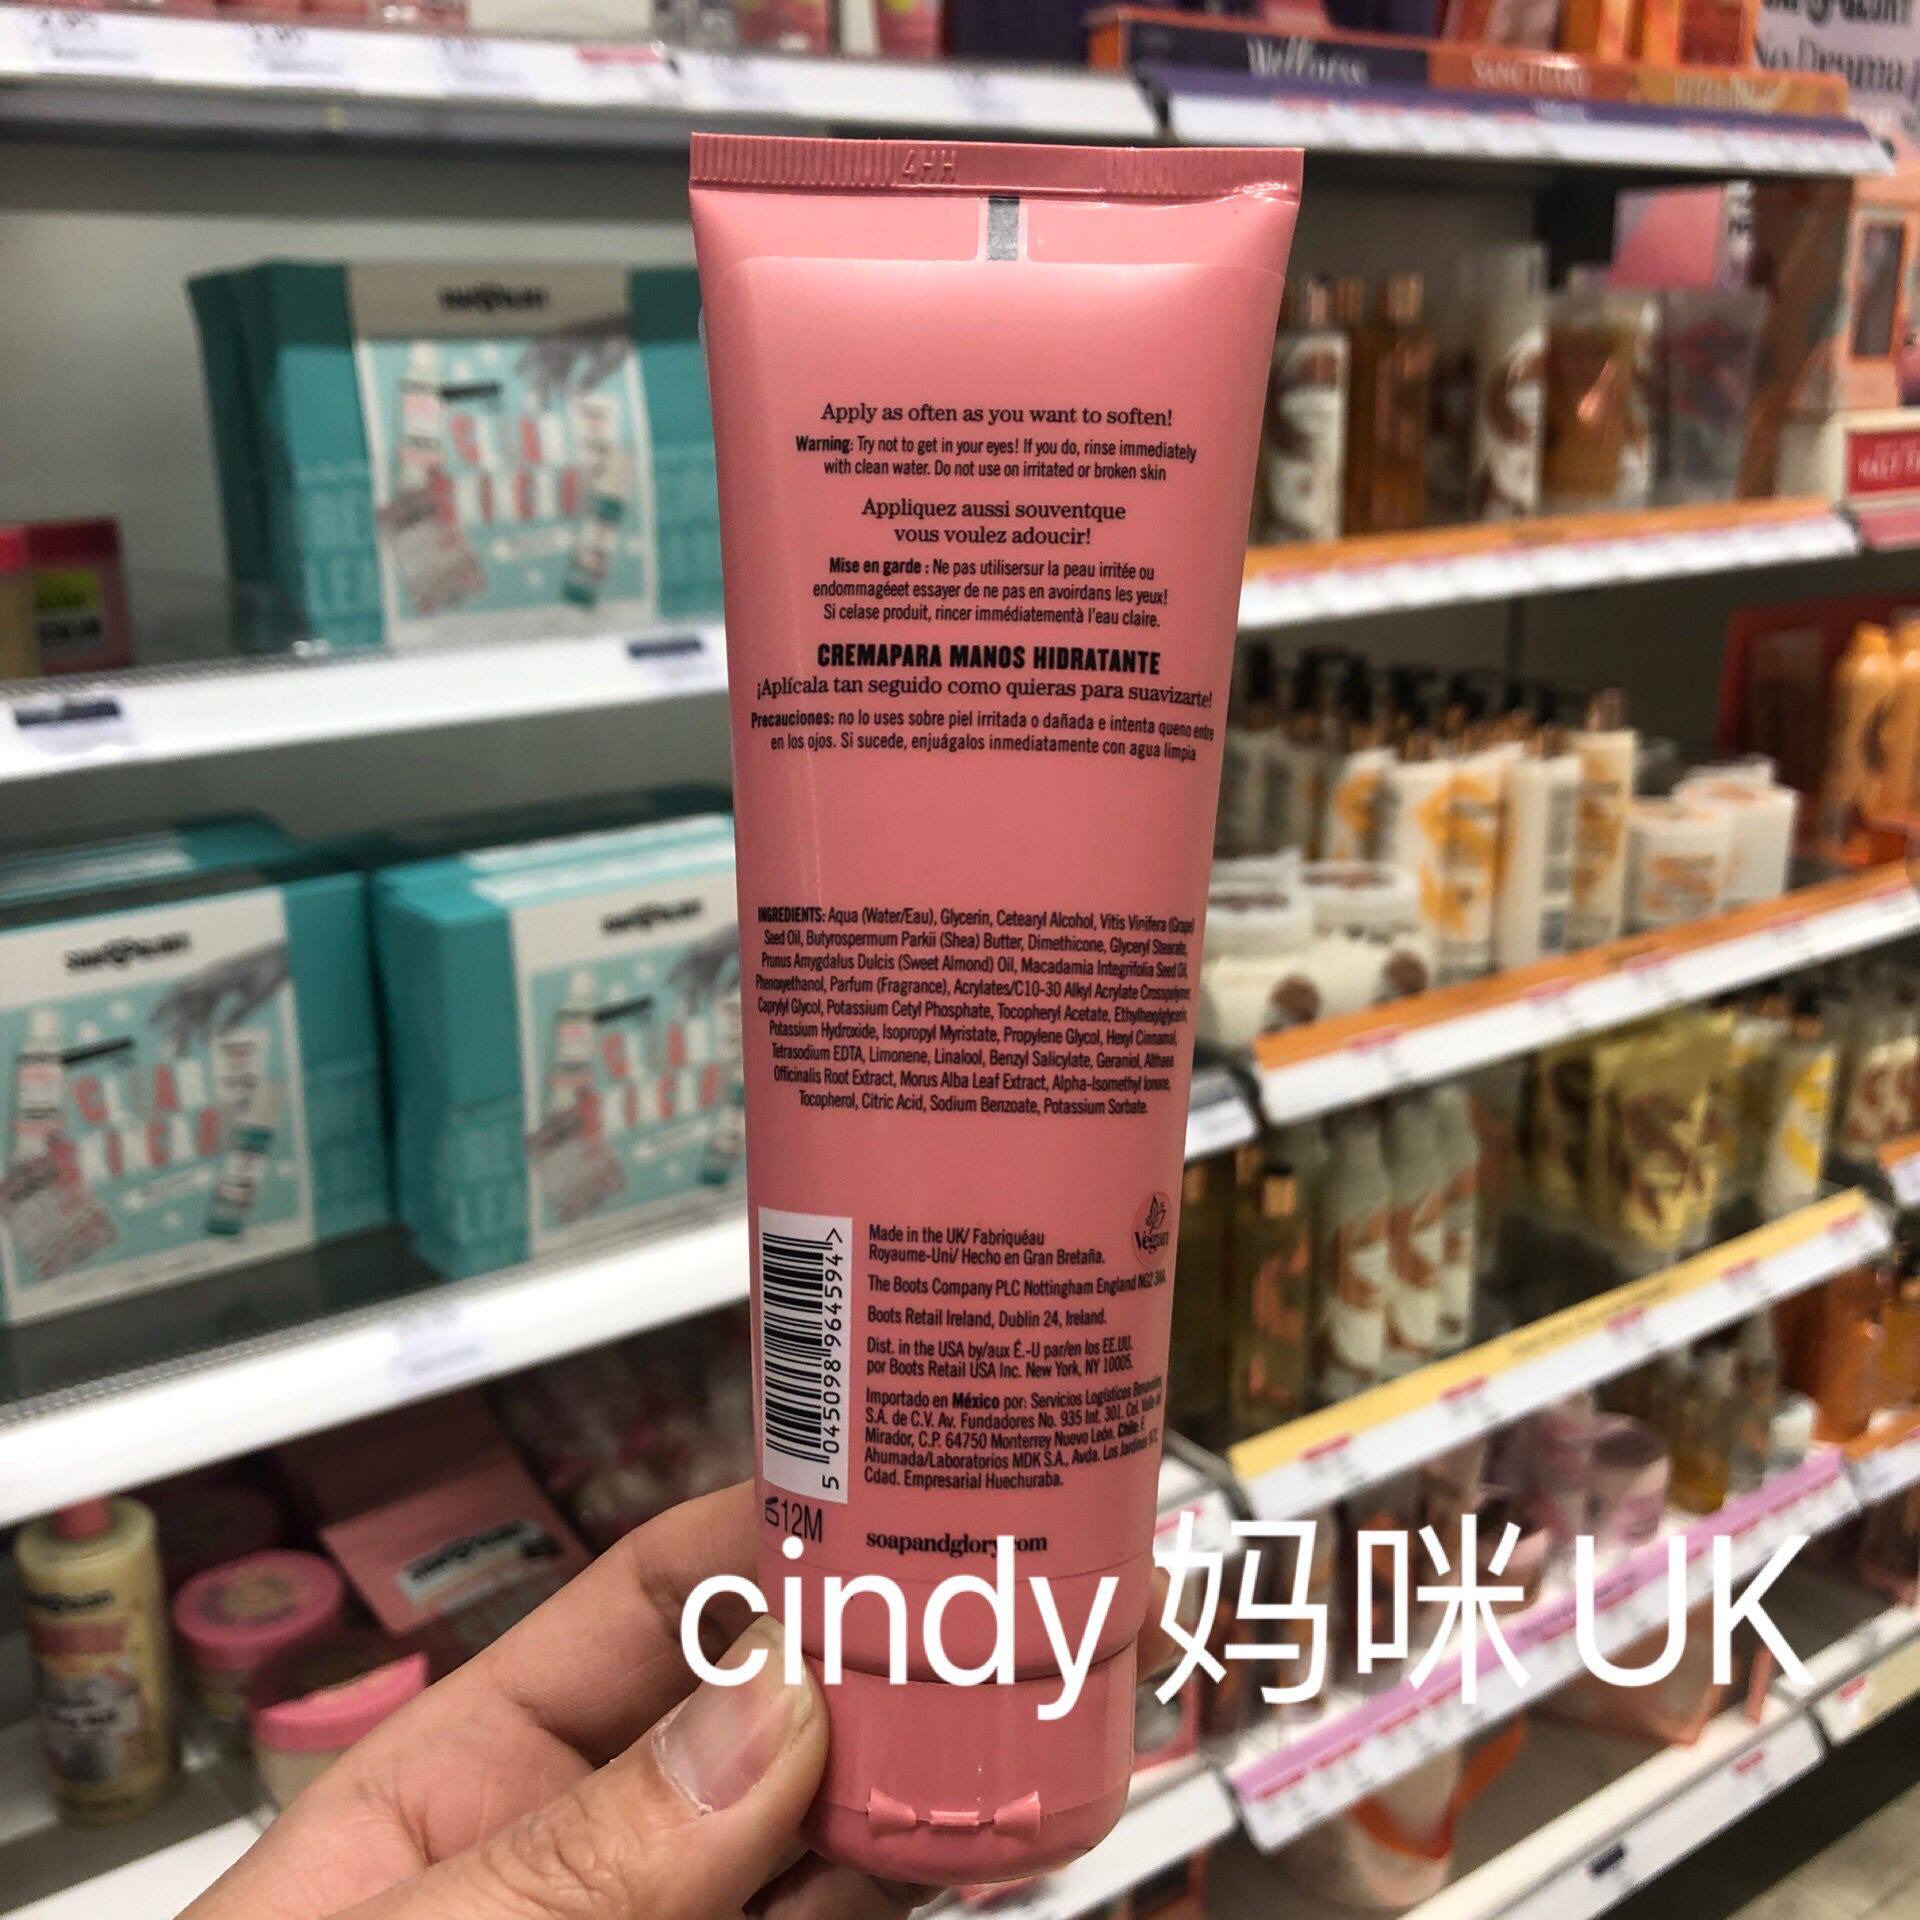 Wellness
SANCTUARY
4HH
Apply as often as you want to soften!
Warning: Try not to get in your eyes! If you do, rinse immediately
with clean water. Do not use on irritated or broken skin
Appliquez aussi souventque
vous voulez adoucir!
Mise en garde : Ne pas utilisersur la peau irritée ou
endommagéeet essayer de ne pas en avoirdans les yeux!
Si celase produit, rincer immédiatementà l'eau claire.
CREMAPARA MANOS HIDRATANTE
¡Aplícala tan seguido como quieras para suavizarte!
Precauciones: no lo uses sobre piel irritada o dañada e intenta queno entre
en los ojos. Si sucede, enjuágalos inmediatamente con agua limpia
INGREDIENTS: Aqua (Water/Eau), Glycerin, Cetearyl Alcohol, Vitis Vinifera (Grape)
Seed Oil, Butyrospermum Parkii (Shea) Butter, Dimethicone, Glyceryl Stearate,
Prunus Amygdalus Dulcis (Sweet Almond) Oil, Macadamia Integrifolia Seed Oil,
Phenoxyethanol, Parfum (Fragrance), Acrylates/C10-30 Alkyl Acrylate Crosspolymer,
Caprylyl Glycol, Potassium Cetyl Phosphate, Tocopheryl Acetate, Ethylhexylglycerin,
Potassium Hydroxide, Isopropyl Myristate, Propylene Glycol, Hexyl Cinnamal,
Tetrasodium EDTA, Limonene, Linalool, Benzyl Salicylate, Geraniol, Althaea
Officinalis Root Extract, Morus Alba Leaf Extract, Alpha-Isomethyl Ionone,
Tocopherol, Citric Acid, Sodium Benzoate, Potassium Sorbate.
Vegan
Made in the UK/ Fabriquéau
Royaume-Uni/ Hecho en Gran Bretaña.
The Boots Company PLC Nottingham England NG2 3AA.
Boots Retail Ireland, Dublin 24, Ireland.
Dist. in the USA by/aux É.-U par/en los EE.UU.
por Boots Retail USA Inc. New York, NY 10005.
Importado en México por: Servicios Logísticos
S.A. de C.V. Av. Fundadores No. 935 Int. 301, Col. Valle del
Mirador, C.P. 64750 Monterrey Nuevo León. Chile: F.
Ahumada/Laboratorios MDK S.A., Avda. Los Jardines 972,
Cdad. Empresarial Huechuraba.
5 045098 964594 >
12M
soapandglory.com
cindy 妈咪 UK